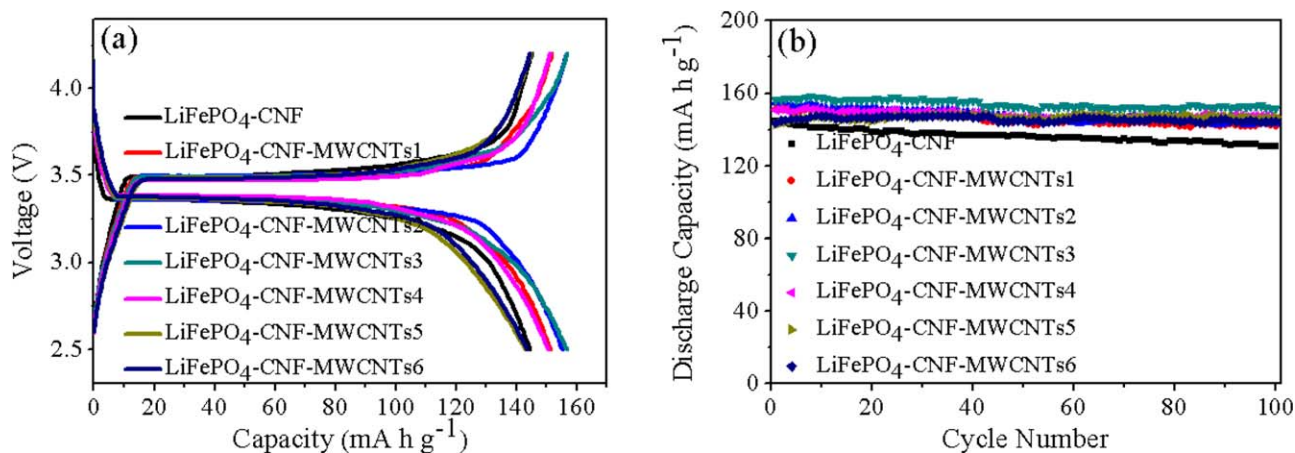 (a)
Voltage (V)
4.0
3.5
3.0
2.5
LiFePO4-CNF
LiFePO4-CNF-MWCNTs1
LiFePO4-CNF-MWCNTs2
LiFePO4-CNF-MWCNTs3
LiFePO4-CNF-MWCNTs4
LiFePO4-CNF-MWCNTs5
LiFePO4-CNF-MWCNTs6
0 20 40 60 80 100 120 140 160
Capacity (mA h g-1)
(b)
Discharge Capacity (mA h g-1)
200
160
120
80
40
0
LiFePO4-CNF
LiFePO4-CNF-MWCNTs1
LiFePO4-CNF-MWCNTs2
LiFePO4-CNF-MWCNTs3
LiFePO4-CNF-MWCNTs4
LiFePO4-CNF-MWCNTs5
LiFePO4-CNF-MWCNTs6
0 20 40 60 80 100
Cycle Number